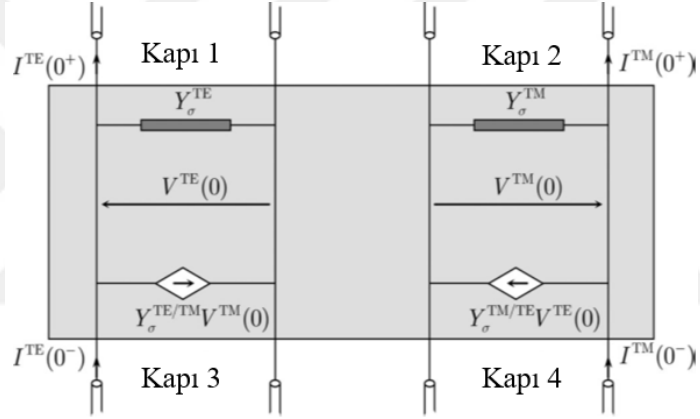 Kapı 1 Kapı 2
I^TE(0⁺) I^TM(0⁺)
Y_σ^TE Y_σ^TM
V^TE(0) V^TM(0)
Y_σ^TE/TM V^TM(0) Y_σ^TM/TE V^TE(0)
I^TE(0⁻) I^TM(0⁻)
Kapı 3 Kapı 4